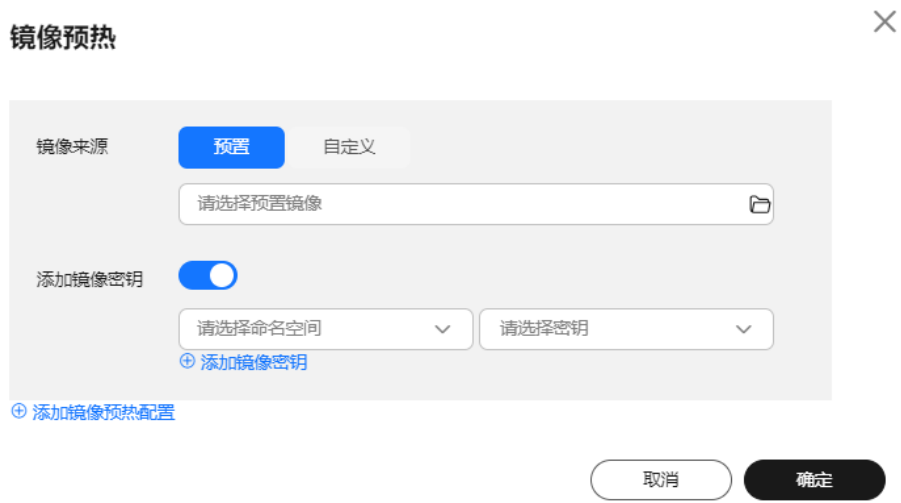 镜像预热
镜像来源 预置 自定义
请选择预置镜像
添加镜像密钥
请选择命名空间 请选择密钥
添加镜像密钥
添加镜像预热配置
取消 确定